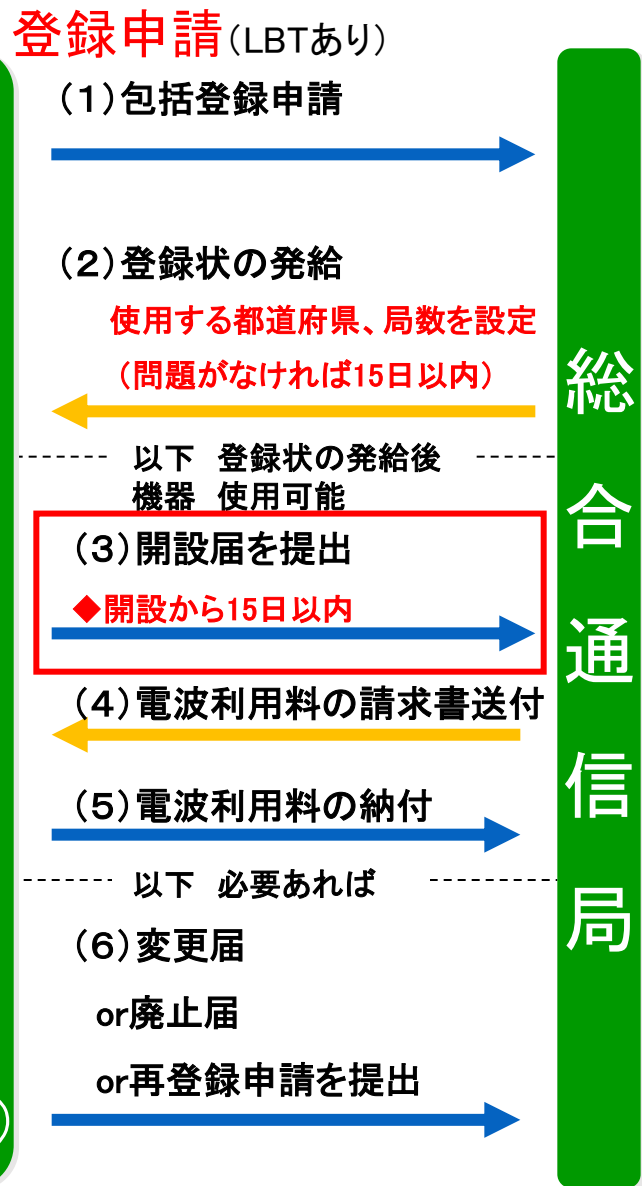 登録申請(LBTあり)
(1)包括登録申請
(2)登録状の発給
使用する都道府県、局数を設定
(問題がなければ15日以内)
以下 登録状の発給後
機器 使用可能
(3)開設届を提出
◆開設から15日以内
(4)電波利用料の請求書送付
(5)電波利用料の納付
以下 必要あれば
(6)変更届
or廃止届
or再登録申請を提出
総合通信局